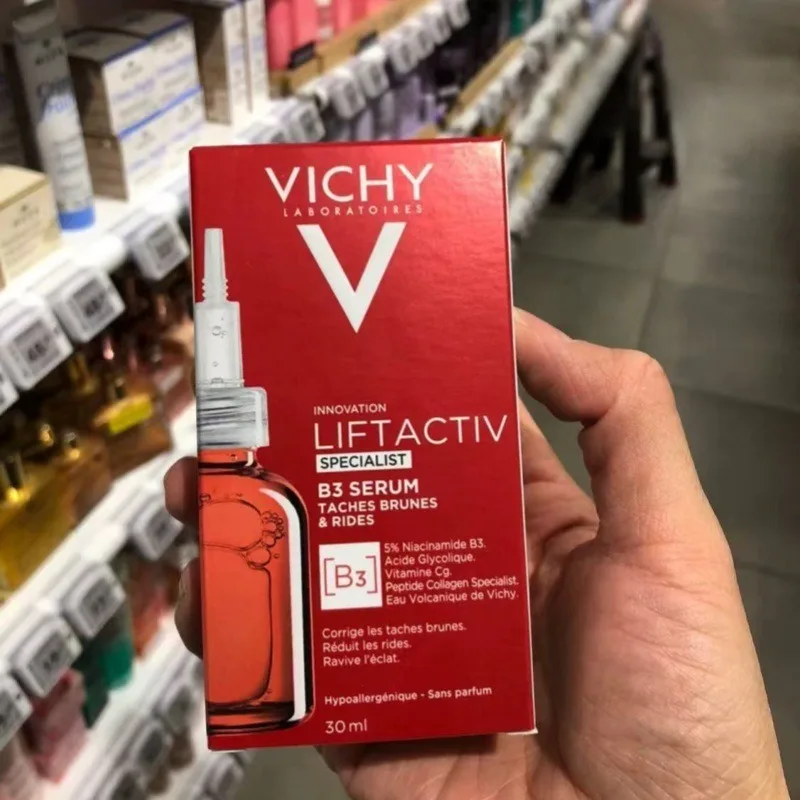 VICHY
LABORATOIRES
V
INNOVATION
LIFTACTIV
SPECIALIST
B3 SERUM
TACHES BRUNES
& RIDES
[B3]
5% Niacinamide B3.
Acide Glycolique.
Vitamine Cg.
Peptide Collagen Specialist.
Eau Volcanique de Vichy.
Corrige les taches brunes.
Réduit les rides.
Ravive l'éclat.
Hypoallergénique - Sans parfum
30 ml